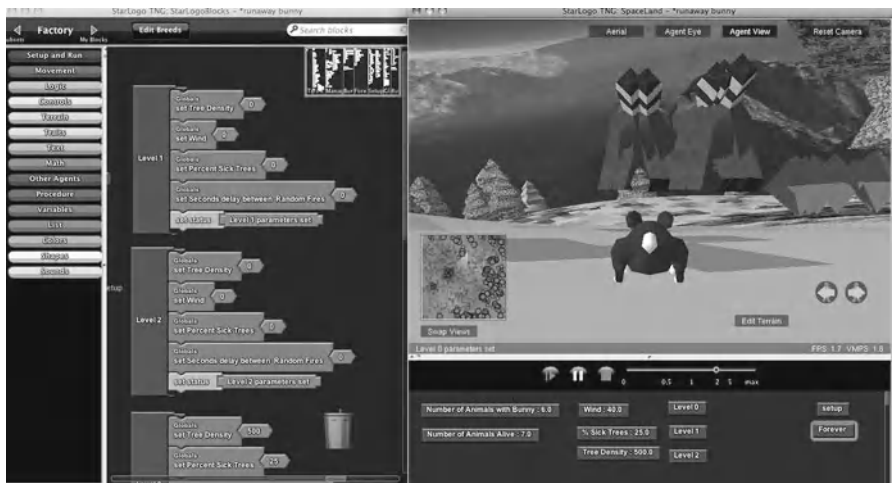 StarLogo TNG: StarLogoBlocks – *runaway bunny
Factory
My Blocks
Edit Breeds
Search blocks
Setup and Run
Movement
Logic
Controls
Terrain
Traits
Text
Math
Other Agents
Procedure
Variables
List
Colors
Shapes
Sounds
Level 1
Globals
set Tree Density 0
Globals
set Wind
Globals
set Percent Sick Trees 0
Globals
set Seconds delay between Random Fires 0
set status Level 1 parameters set
setup
Level 2
Globals
set Tree Density 0
Globals
set Wind 0
Globals
set Percent Sick Trees 0
Globals
set Seconds delay between Random Fires 0
set status Level 2 parameters set
Globals
set Tree Density 500
Globals
set Percent Sick Trees 25
StarLogo TNG: SpaceLand – *runaway bunny
Aerial Agent Eye Agent View Reset Camera
Swap Views
Edit Terrain
Level 0 parameters set FPS: 1.7 VMPS: 1.8
0 0.5 1 2 5 max
Number of Animals with Bunny : 6.0 Wind : 40.0 Level 0 setup
Number of Animals Alive : 7.0 % Sick Trees : 25.0 Level 1 Forever
Tree Density : 500.0 Level 2